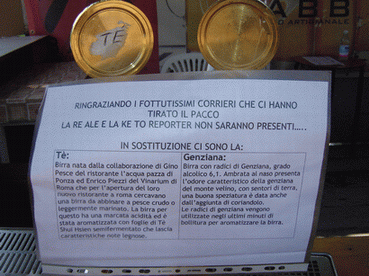 TÈ
ABB
O ARTIGIANALE
RINGRAZIANDO I FOTTUTISSIMI CORRIERI CHE CI HANNO
TIRATO IL PACCO
LA RE ALE E LA KE TO REPORTER NON SARANNO PRESENTI.....
IN SOSTITUZIONE CI SONO LA:
Tè:
Birra nata dalla collaborazione di Gino
Pesce del ristorante l'acqua pazza di
Ponza ed Enrico Piezzi del Vinarium di
Roma che per l'apertura del loro
nuovo ristorante a roma cercavano
una birra da abbinare a pesce crudo o
leggermente marinato. La birra per
questo ha una marcata acidità ed è
stata aromatizzata con foglie di Tè
Shui Hsien semifermentato che lascia
caratteristiche note legnose.
Genziana:
Birra con radici di Genziana, grado
alcolico 6,1. Ambrata al naso presenta
l'odore caratteristico della genziana
del monte velino, con sentori di terra,
una buona speziatura è data anche
dall'aggiunta di coriandolo.
Le radici di genziana vengono
utilizzate negli ultimi minuti di
bollitura per aromatizzare la birra.